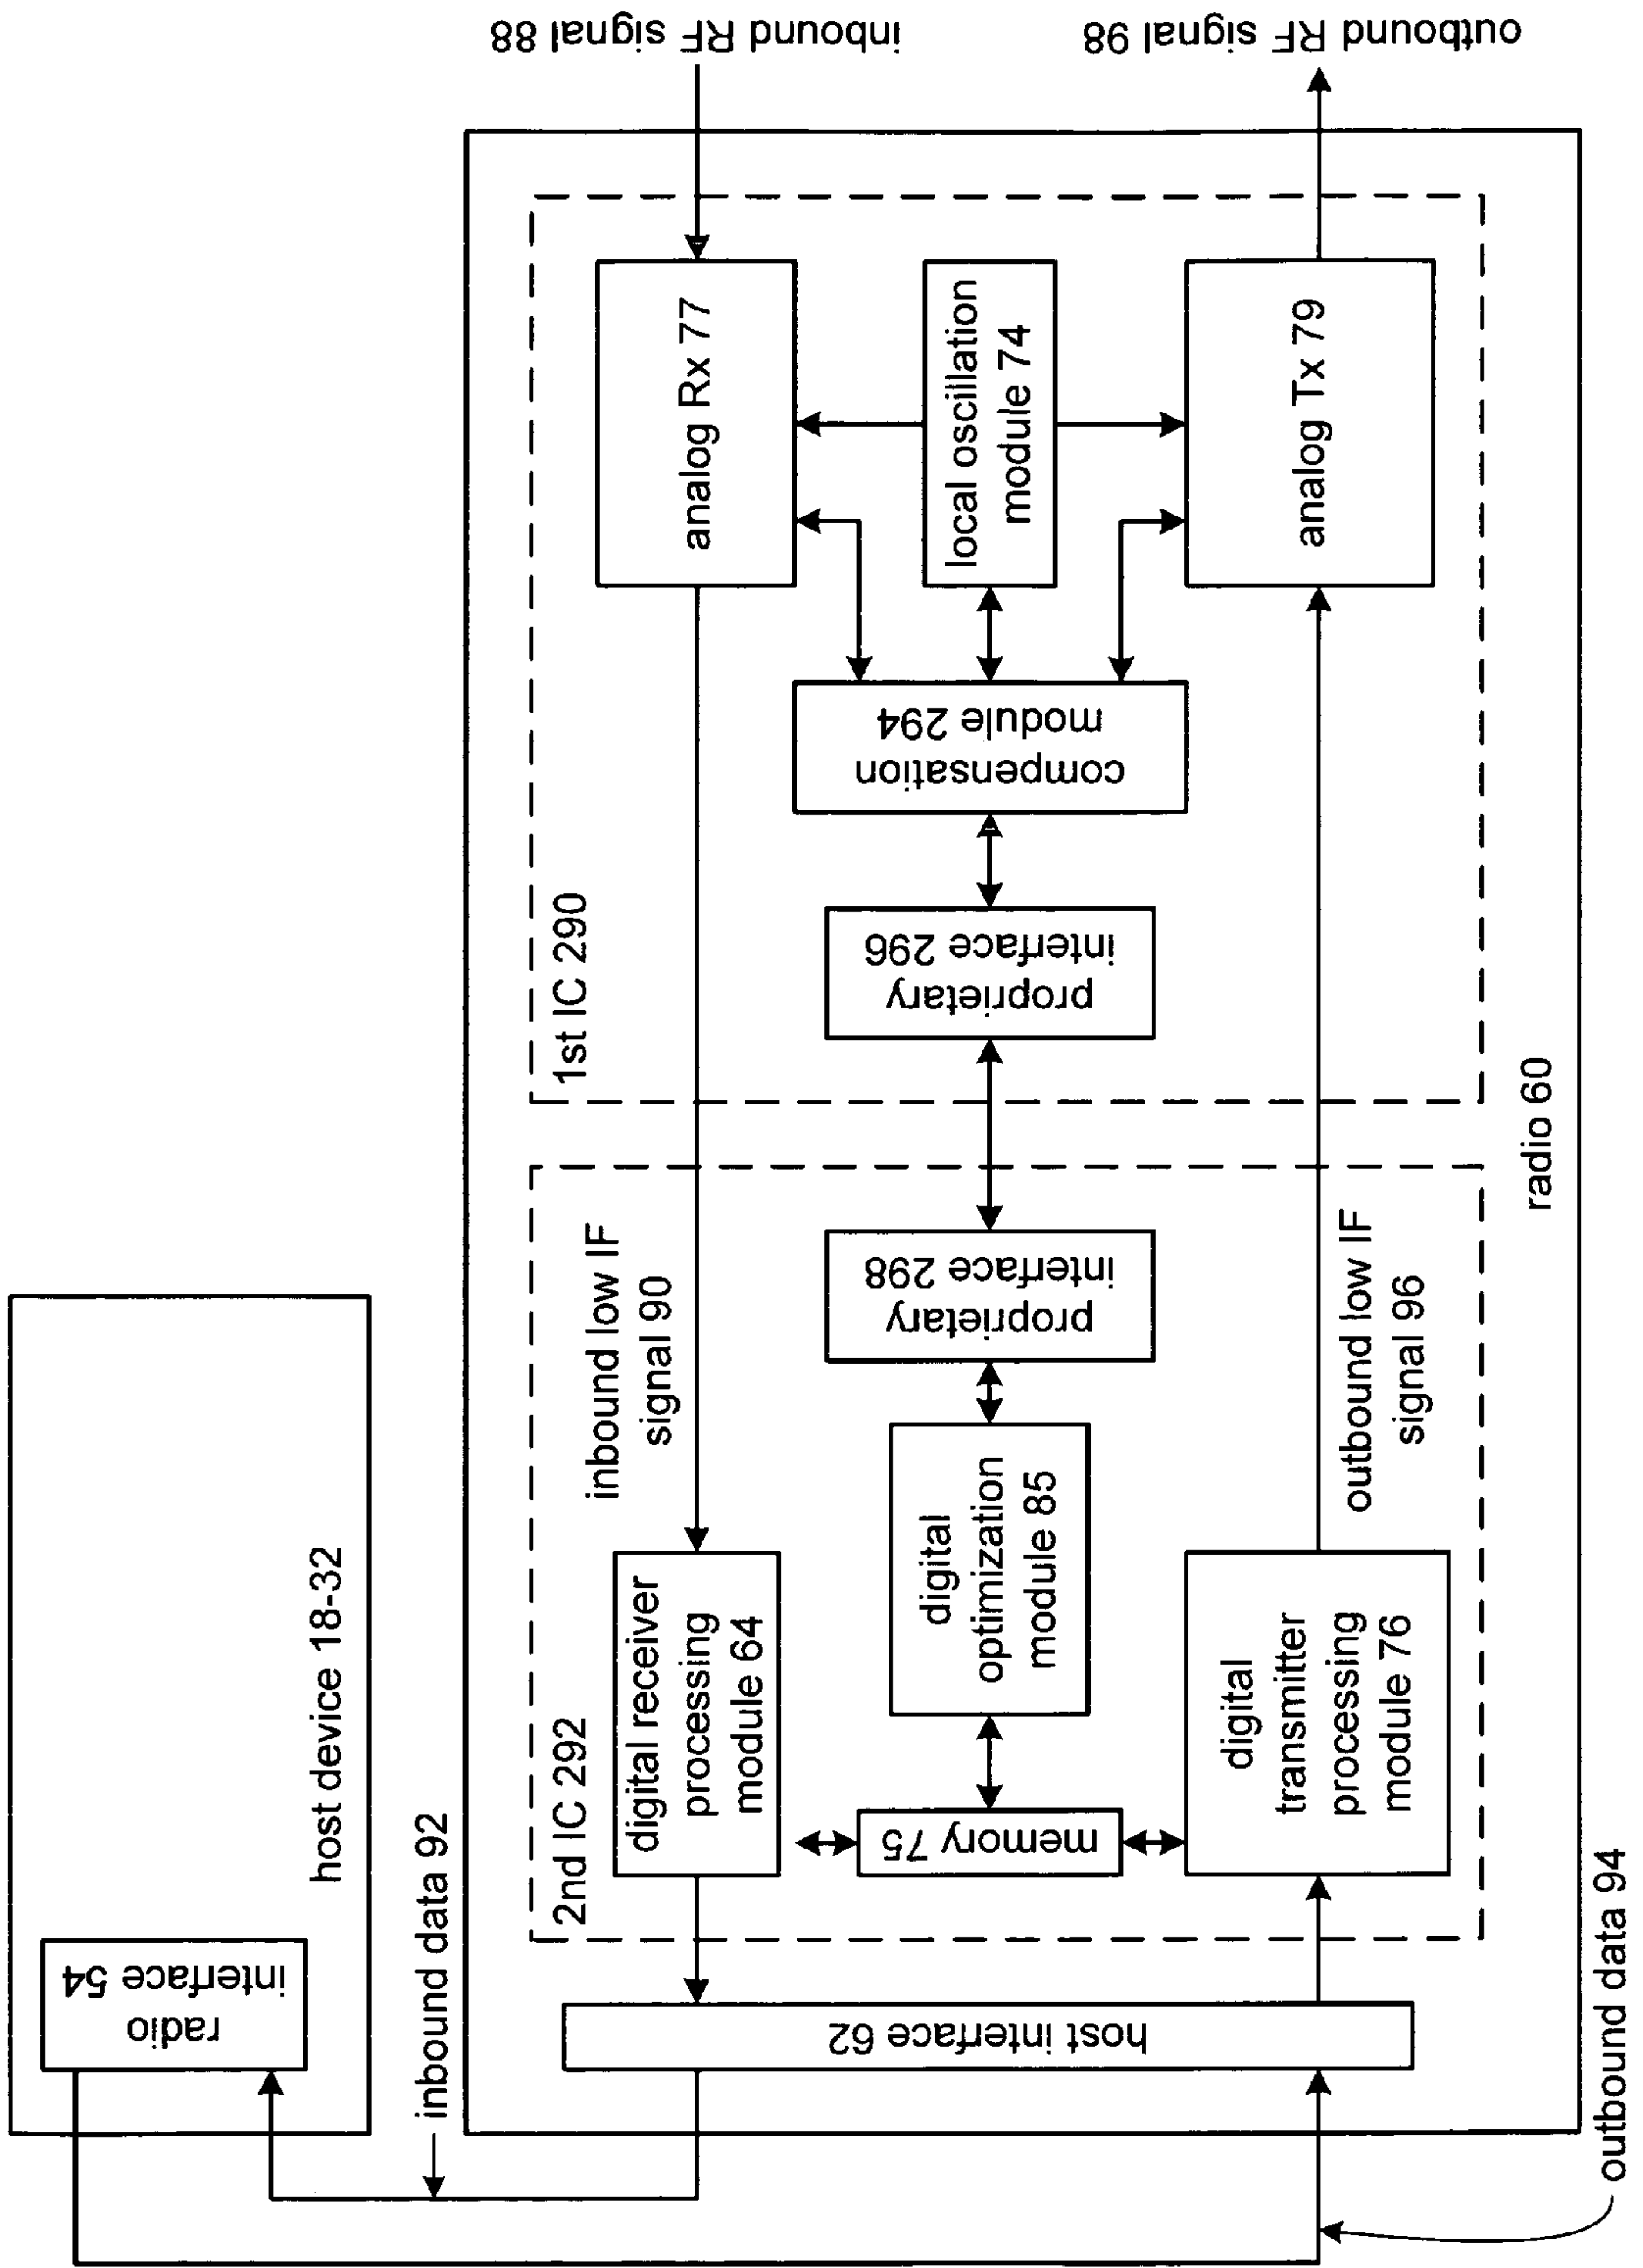 host device 18-32
radio
interface 54
inbound data 92
outbound data 94
radio 60
host interface 62
2nd IC 292
digital receiver
processing
module 64
inbound low IF
signal 90
memory 75
digital
optimization
module 85
proprietary
interface 298
digital
transmitter
processing
module 76
outbound low IF
signal 96
1st IC 290
proprietary
interface 296
compensation
module 294
analog Rx 77
local oscillation
module 74
analog Tx 79
inbound RF signal 88
outbound RF signal 98